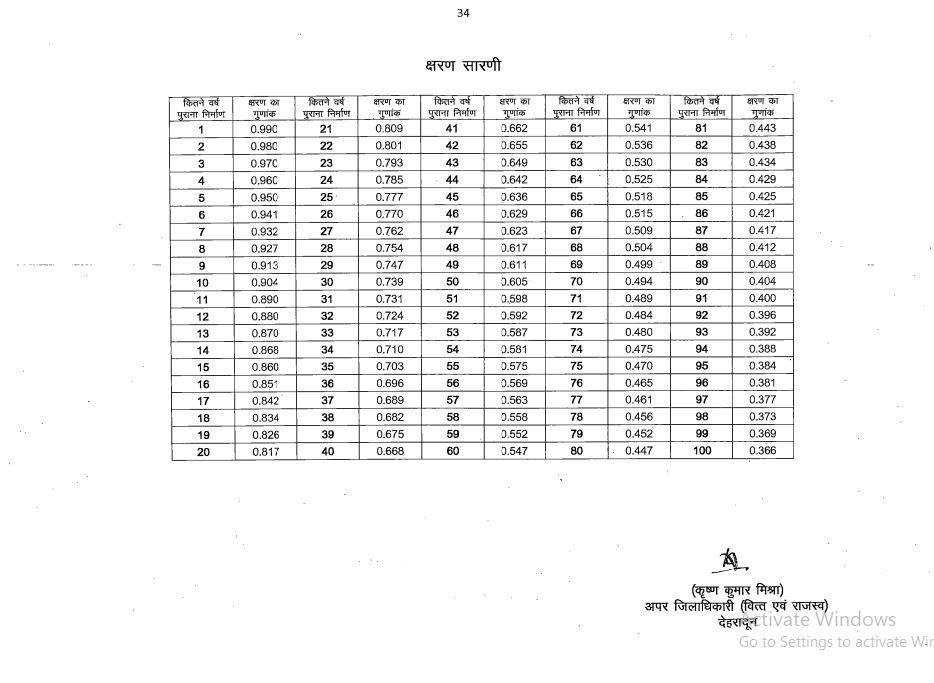 34
क्षरण सारणी
कितने वर्ष पुराना निर्माण क्षरण का गुणांक कितने वर्ष पुराना निर्माण क्षरण का गुणांक कितने वर्ष पुराना निर्माण क्षरण का गुणांक कितने वर्ष पुराना निर्माण क्षरण का गुणांक कितने वर्ष पुराना निर्माण क्षरण का गुणांक
1 0.990 21 0.809 41 0.662 61 0.541 81 0.443
2 0.980 22 0.801 42 0.655 62 0.536 82 0.438
3 0.970 23 0.793 43 0.649 63 0.530 83 0.434
4 0.960 24 0.785 44 0.642 64 0.525 84 0.429
5 0.950 25 0.777 45 0.636 65 0.518 85 0.425
6 0.941 26 0.770 46 0.629 66 0.515 86 0.421
7 0.932 27 0.762 47 0.623 67 0.509 87 0.417
8 0.927 28 0.754 48 0.617 68 0.504 88 0.412
9 0.913 29 0.747 49 0.611 69 0.499 89 0.408
10 0.904 30 0.739 50 0.605 70 0.494 90 0.404
11 0.890 31 0.731 51 0.598 71 0.489 91 0.400
12 0.880 32 0.724 52 0.592 72 0.484 92 0.396
13 0.870 33 0.717 53 0.587 73 0.480 93 0.392
14 0.868 34 0.710 54 0.581 74 0.475 94 0.388
15 0.860 35 0.703 55 0.575 75 0.470 95 0.384
16 0.851 36 0.696 56 0.569 76 0.465 96 0.381
17 0.842 37 0.689 57 0.563 77 0.461 97 0.377
18 0.834 38 0.682 58 0.558 78 0.456 98 0.373
19 0.826 39 0.675 59 0.552 79 0.452 99 0.369
20 0.817 40 0.668 60 0.547 80 0.447 100 0.366
(कृष्ण कुमार मिश्रा)
अपर जिलाधिकारी (वित्त एवं राजस्व)
देहरादून
Activate Windows
Go to Settings to activate Wir